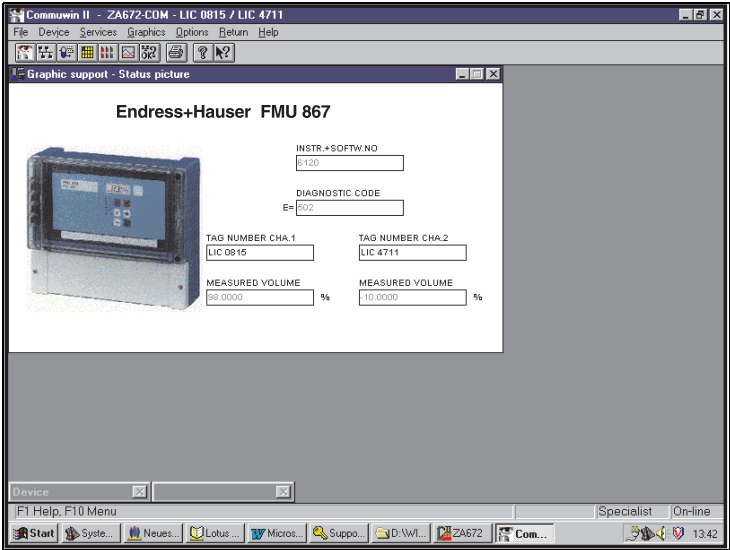 Commuwin II - ZA672-COM - LIC 0815 / LIC 4711
File Device Services Graphics Options Return Help
Graphic support - Status picture
Endress+Hauser FMU 867
INSTR.+SOFTW.NO
6120
DIAGNOSTIC CODE
E= 502
TAG NUMBER CHA.1 TAG NUMBER CHA.2
LIC 0815 LIC 4711
MEASURED VOLUME MEASURED VOLUME
98.0000 % -10.0000 %
Device
F1 Help, F10 Menu Specialist On-line
Start Syste... Neues... Lotus ... Micros... Suppo... D:\WI... ZA672 Com... 13:42